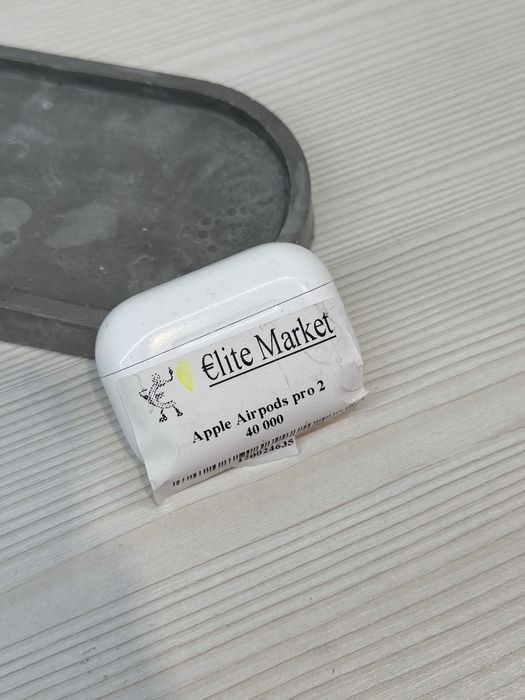 €lite Market
Apple Airpods pro 2
40 000